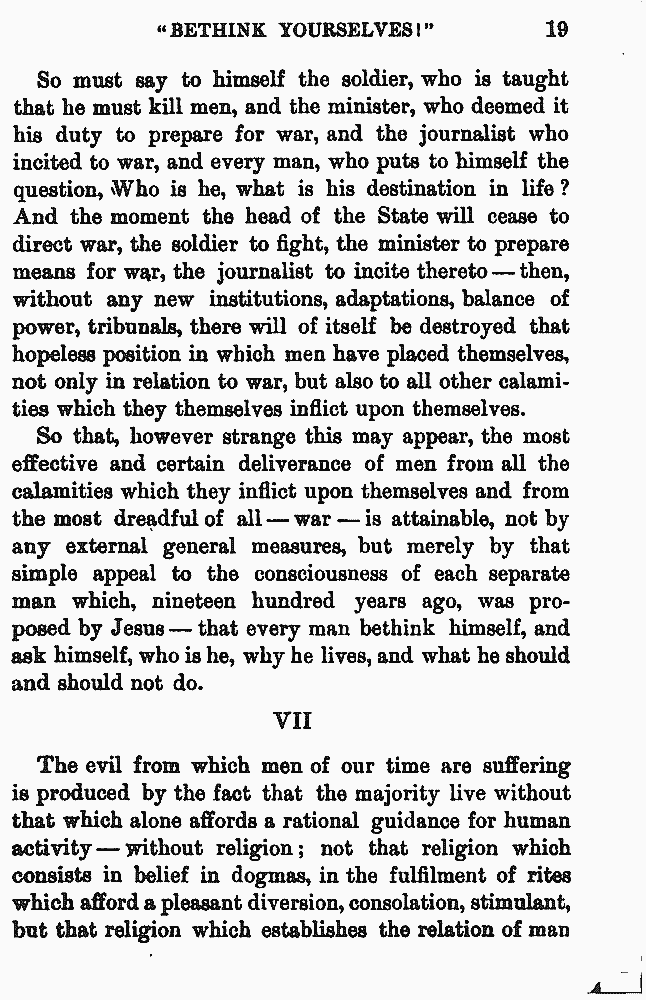 "BETHINK YOURSELVES!" 19
So must say to himself the soldier, who is taught
that he must kill men, and the minister, who deemed it
his duty to prepare for war, and the journalist who
incited to war, and every man, who puts to himself the
question, Who is he, what is his destination in life?
And the moment the head of the State will cease to
direct war, the soldier to fight, the minister to prepare
means for war, the journalist to incite thereto — then,
without any new institutions, adaptations, balance of
power, tribunals, there will of itself be destroyed that
hopeless position in which men have placed themselves,
not only in relation to war, but also to all other calami-
ties which they themselves inflict upon themselves.
So that, however strange this may appear, the most
effective and certain deliverance of men from all the
calamities which they inflict upon themselves and from
the most dreadful of all — war — is attainable, not by
any external general measures, but merely by that
simple appeal to the consciousness of each separate
man which, nineteen hundred years ago, was pro-
posed by Jesus — that every man bethink himself, and
ask himself, who is he, why he lives, and what he should
and should not do.
VII
The evil from which men of our time are suffering
is produced by the fact that the majority live without
that which alone affords a rational guidance for human
activity — without religion; not that religion which
consists in belief in dogmas, in the fulfilment of rites
which afford a pleasant diversion, consolation, stimulant,
but that religion which establishes the relation of man